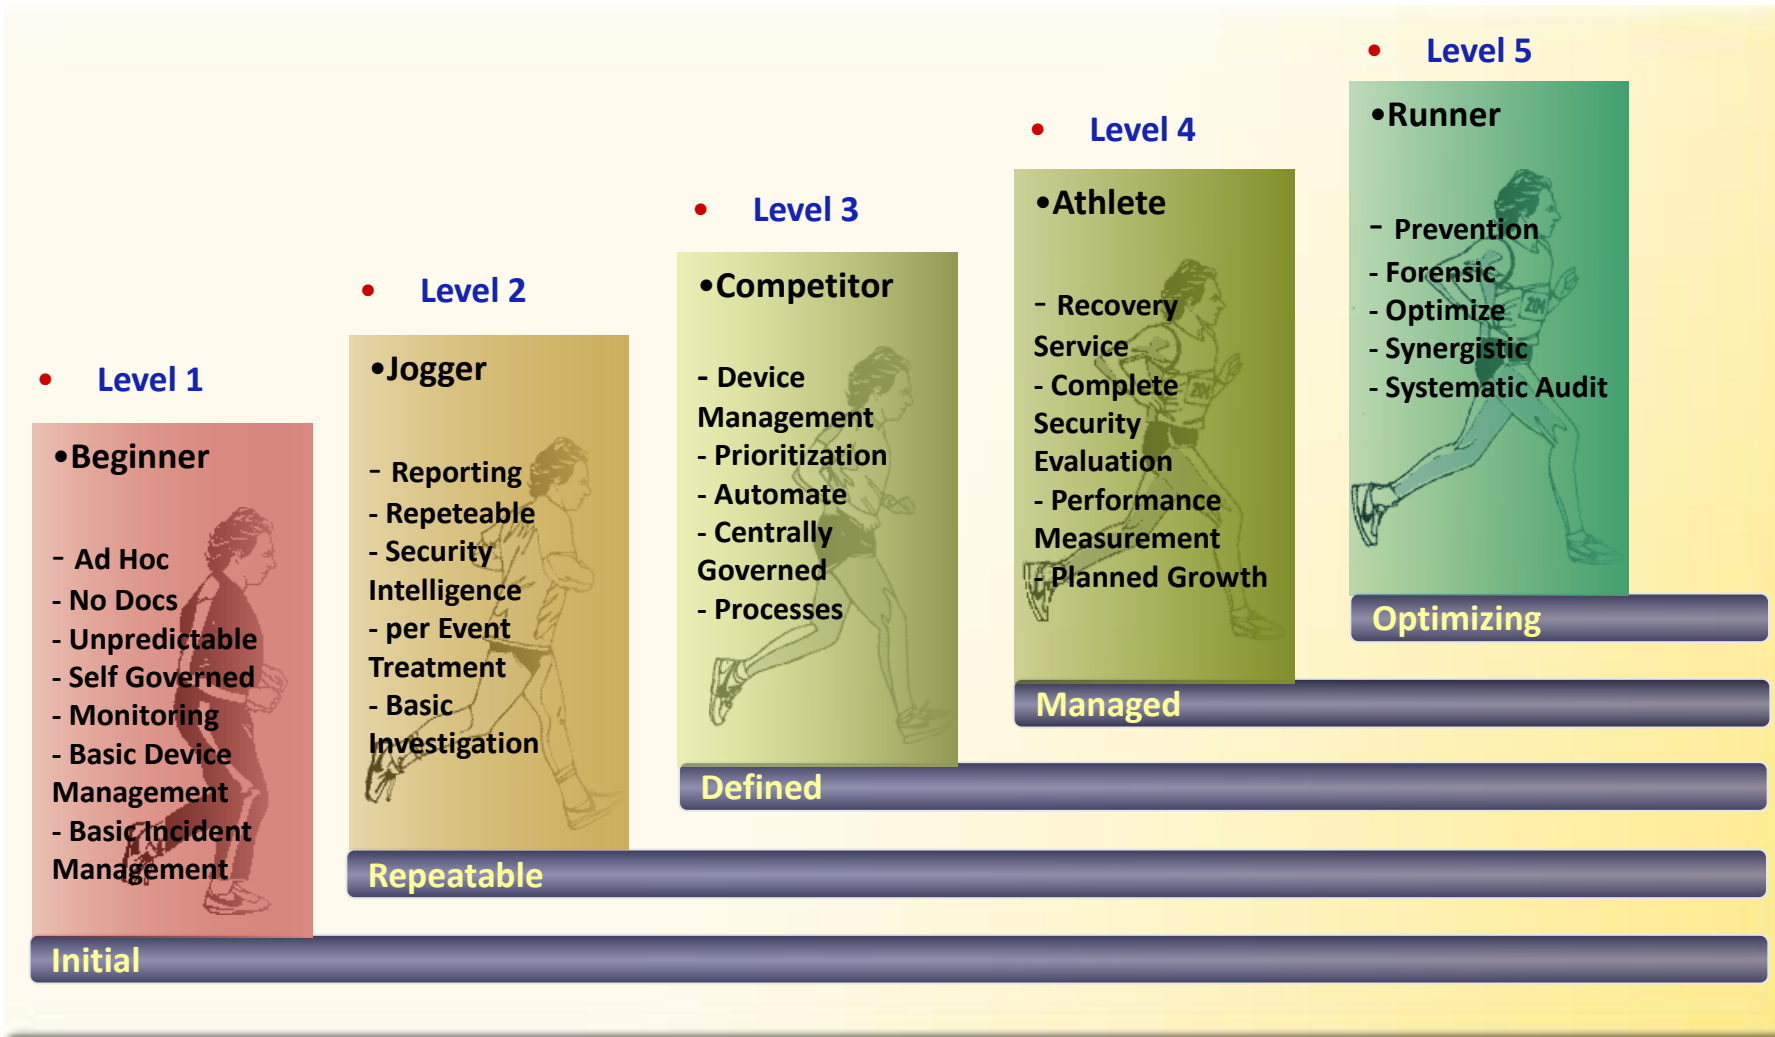 • Level 1
•Beginner
- Ad Hoc
- No Docs
- Unpredictable
- Self Governed
- Monitoring
- Basic Device
Management
- Basic Incident
Management
Initial
• Level 2
•Jogger
- Reporting
- Repeteable
- Security
Intelligence
- per Event
Treatment
- Basic
Investigation
Repeatable
• Level 3
•Competitor
- Device
Management
- Prioritization
- Automate
- Centrally
Governed
- Processes
Defined
• Level 4
•Athlete
- Recovery
Service
- Complete
Security
Evaluation
- Performance
Measurement
- Planned Growth
204
Managed
• Level 5
•Runner
- Prevention
- Forensic
- Optimize
- Synergistic
- Systematic Audit
204
Optimizing